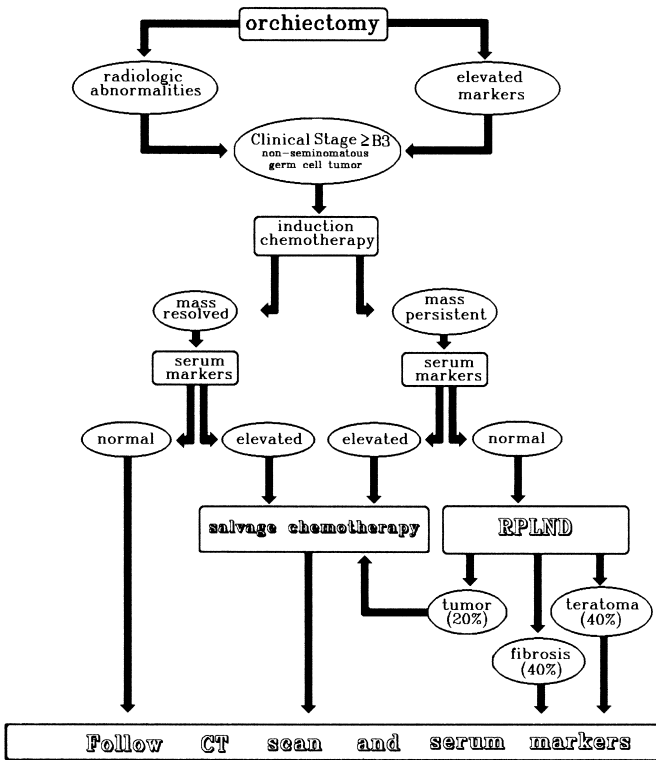 orchiectomy
radiologic
abnormalities
elevated
markers
Clinical Stage ≥B3
non-seminomatous
germ cell tumor
induction
chemotherapy
mass
resolved
mass
persistent
serum
markers
serum
markers
normal
elevated
elevated
normal
salvage chemotherapy
RPLND
tumor
(20%)
teratoma
(40%)
fibrosis
(40%)
Follow CT scan and serum markers